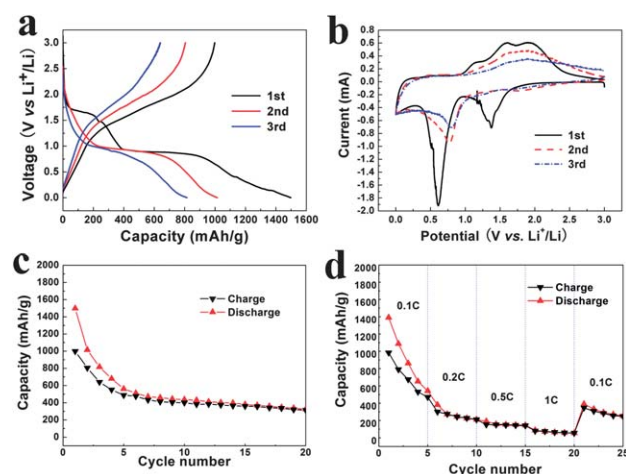 a
Voltage (V vs Li+/Li)
3.0
2.5
2.0
1.5
1.0
0.5
0.0
1st
2nd
3rd
0 200 400 600 800 1000 1200 1400 1600
Capacity (mAh/g)
b
Current (mA)
0.8
0.6
0.4
0.2
0.0
-0.2
-0.4
-0.6
-0.8
-1.0
-1.2
-1.4
-1.6
-1.8
-2.0
1st
2nd
3rd
0.0 0.5 1.0 1.5 2.0 2.5 3.0
Potential (V vs. Li+/Li)
c
Capacity (mAh/g)
2000
1800
1600
1400
1200
1000
800
600
400
200
0
Charge
Discharge
0 5 10 15 20
Cycle number
d
Capacity (mAh/g)
2000
1800
1600
1400
1200
1000
800
600
400
200
0
Charge
Discharge
0.1C
0.2C
0.5C
1C
0.1C
0 5 10 15 20 25
Cycle number